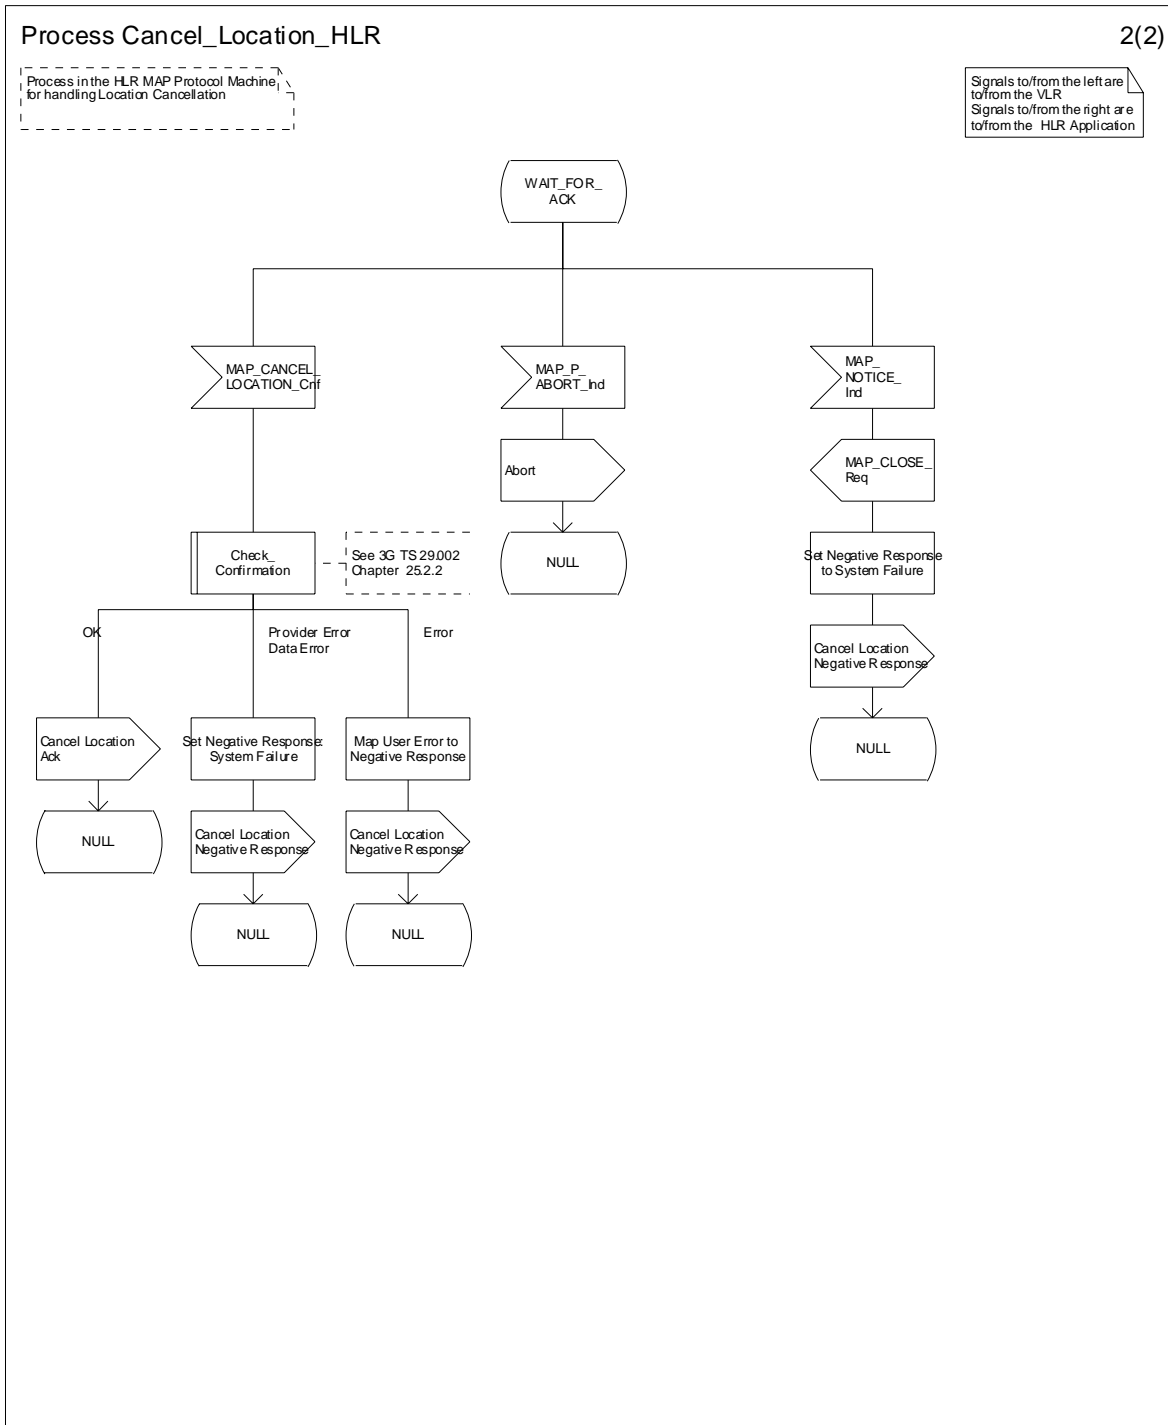 Process Cancel_Location_HLR
2(2)
Process in the HLR MAP Protocol Machine
for handling Location Cancellation
Signals to/from the left are
to/from the VLR
Signals to/from the right are
to/from the HLR Application
WAIT_FOR_
ACK
MAP_CANCEL_
LOCATION_Cnf
MAP_P_
ABORT_Ind
MAP_
NOTICE_
Ind
Abort
MAP_CLOSE_
Req
Check_
Confirmation
See 3G TS 29.002
Chapter 25.2.2
NULL
Set Negative Response
to System Failure
OK
Provider Error
Data Error
Error
Cancel Location
Negative Response
Cancel Location
Ack
Set Negative Response:
System Failure
Map User Error to
Negative Response
NULL
NULL
Cancel Location
Negative Response
Cancel Location
Negative Response
NULL
NULL